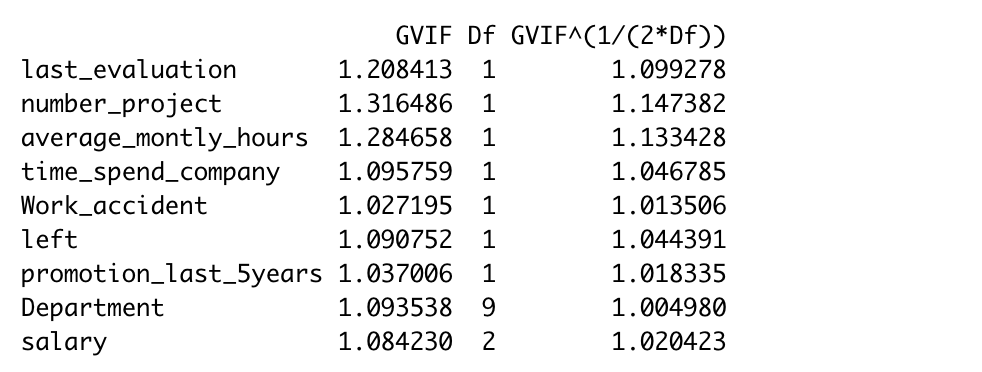 GVIF Df GVIF^(1/(2*Df))
last_evaluation 1.208413 1 1.099278
number_project 1.316486 1 1.147382
average_montly_hours 1.284658 1 1.133428
time_spend_company 1.095759 1 1.046785
Work_accident 1.027195 1 1.013506
left 1.090752 1 1.044391
promotion_last_5years 1.037006 1 1.018335
Department 1.093538 9 1.004980
salary 1.084230 2 1.020423